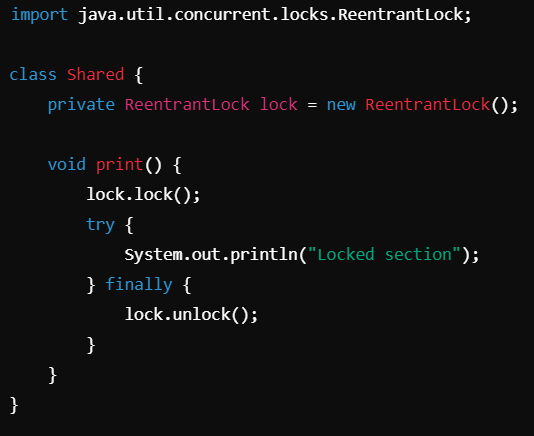 import java.util.concurrent.locks.ReentrantLock;
class Shared {
    private ReentrantLock lock = new ReentrantLock();
    void print() {
        lock.lock();
        try {
            System.out.println("Locked section");
        } finally {
            lock.unlock();
        }
    }
}